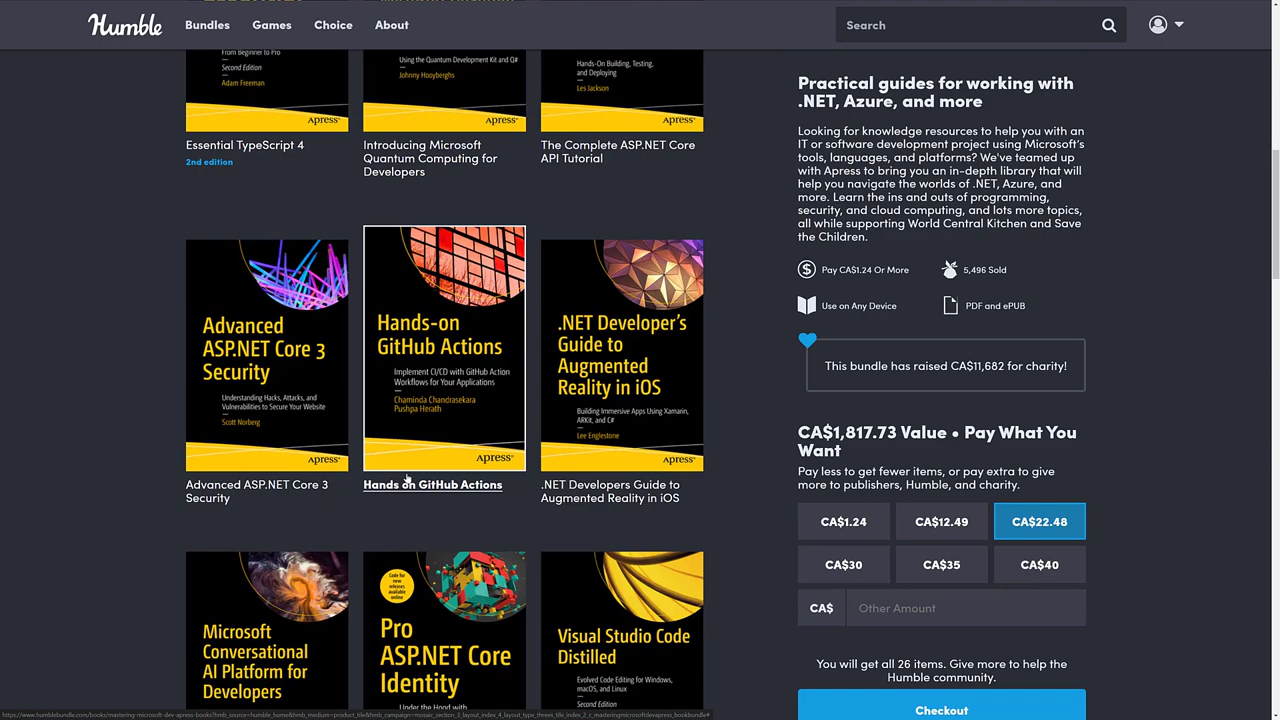 Humble
Bundles
Games
Choice
About
Search
From Beginner to Pro
Second Edition
Adam Freeman
Apress®
Essential TypeScript 4
2nd edition
Using the Quantum Development Kit and Q#
Johnny Hooyberghs
Apress®
Introducing Microsoft
Quantum Computing for
Developers
Hands-On Building, Testing,
and Deploying
Les Jackson
Apress®
The Complete ASP.NET Core
API Tutorial
Advanced
ASP.NET Core 3
Security
Understanding Hacks, Attacks, and
Vulnerabilities to Secure Your Website
Scott Norberg
Apress®
Advanced ASP.NET Core 3
Security
Hands-on
GitHub Actions
Implement CI/CD with GitHub Action
Workflows for Your Applications
Chaminda Chandrasekara
Pushpa Herath
Apress®
Hands on GitHub Actions
.NET Developer's
Guide to
Augmented
Reality in iOS
Building Immersive Apps Using Xamarin,
ARKit, and C#
Lee Englestone
Apress®
.NET Developers Guide to
Augmented Reality in iOS
Microsoft
Conversational
AI Platform for
Developers
Code for
new
releases
available
online
Pro
ASP.NET Core
Identity
Under the Hood with
Visual Studio Code
Distilled
Evolved Code Editing for Windows,
macOS, and Linux
Second Edition
Practical guides for working with
.NET, Azure, and more
Looking for knowledge resources to help you with an
IT or software development project using Microsoft's
tools, languages, and platforms? We've teamed up
with Apress to bring you an in-depth library that will
help you navigate the worlds of .NET, Azure, and
more. Learn the ins and outs of programming,
security, and cloud computing, and lots more topics,
all while supporting World Central Kitchen and Save
the Children.
Pay CA$1.24 Or More
5,496 Sold
Use on Any Device
PDF and ePUB
This bundle has raised CA$11,682 for charity!
CA$1,817.73 Value • Pay What You
Want
Pay less to get fewer items, or pay extra to give
more to publishers, Humble, and charity.
CA$1.24
CA$12.49
CA$22.48
CA$30
CA$35
CA$40
CA$
Other Amount
You will get all 26 items. Give more to help the
Humble community.
Checkout